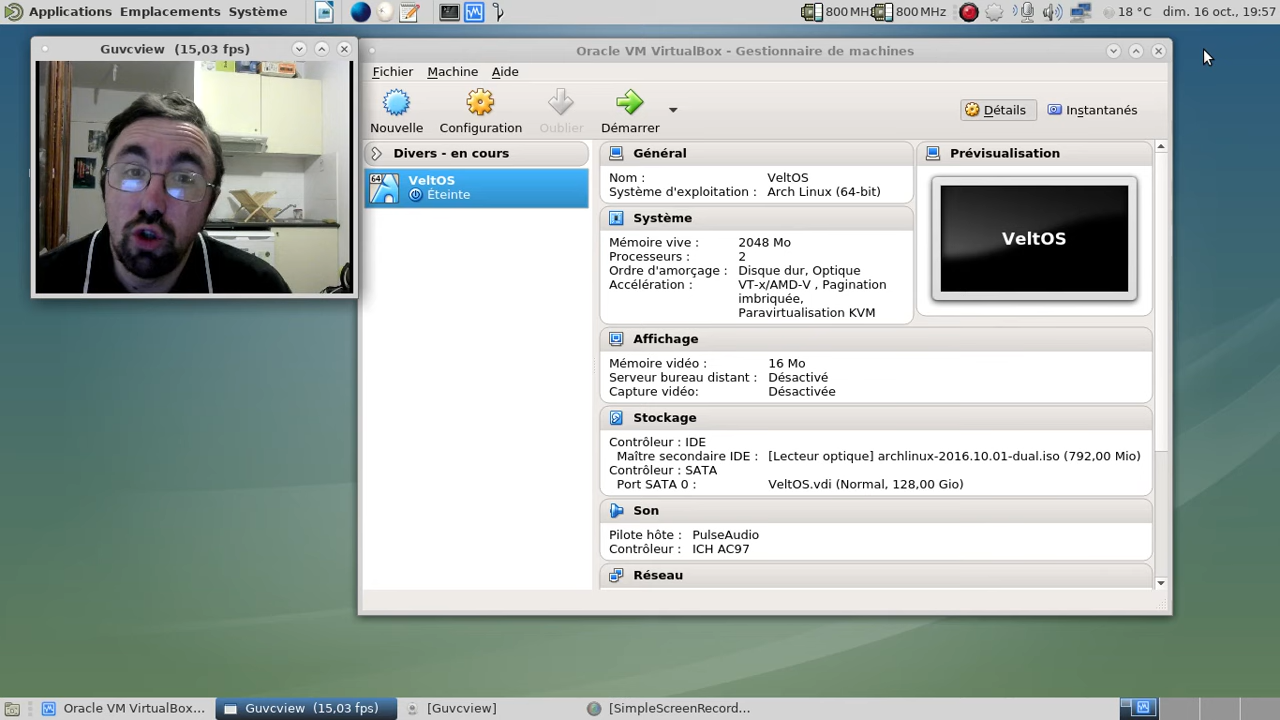 Applications Emplacements Système
800 MHz 800 MHz 18 °C dim. 16 oct., 19:57
Guvcview (15,03 fps)
Oracle VM VirtualBox - Gestionnaire de machines
Fichier Machine Aide
Nouvelle Configuration Oublier Démarrer
Détails Instantanés
Divers - en cours
64 VeltOS
Éteinte
Général
Nom : VeltOS
Système d'exploitation : Arch Linux (64-bit)
Système
Mémoire vive : 2048 Mo
Processeurs : 2
Ordre d'amorçage : Disque dur, Optique
Accélération : VT-x/AMD-V , Pagination
imbriquée,
Paravirtualisation KVM
Prévisualisation
VeltOS
Affichage
Mémoire vidéo : 16 Mo
Serveur bureau distant : Désactivé
Capture vidéo: Désactivée
Stockage
Contrôleur : IDE
Maître secondaire IDE : [Lecteur optique] archlinux-2016.10.01-dual.iso (792,00 Mio)
Contrôleur : SATA
Port SATA 0 : VeltOS.vdi (Normal, 128,00 Gio)
Son
Pilote hôte : PulseAudio
Contrôleur : ICH AC97
Réseau
Oracle VM VirtualBox... Guvcview (15,03 fps) [Guvcview] [SimpleScreenRecord...